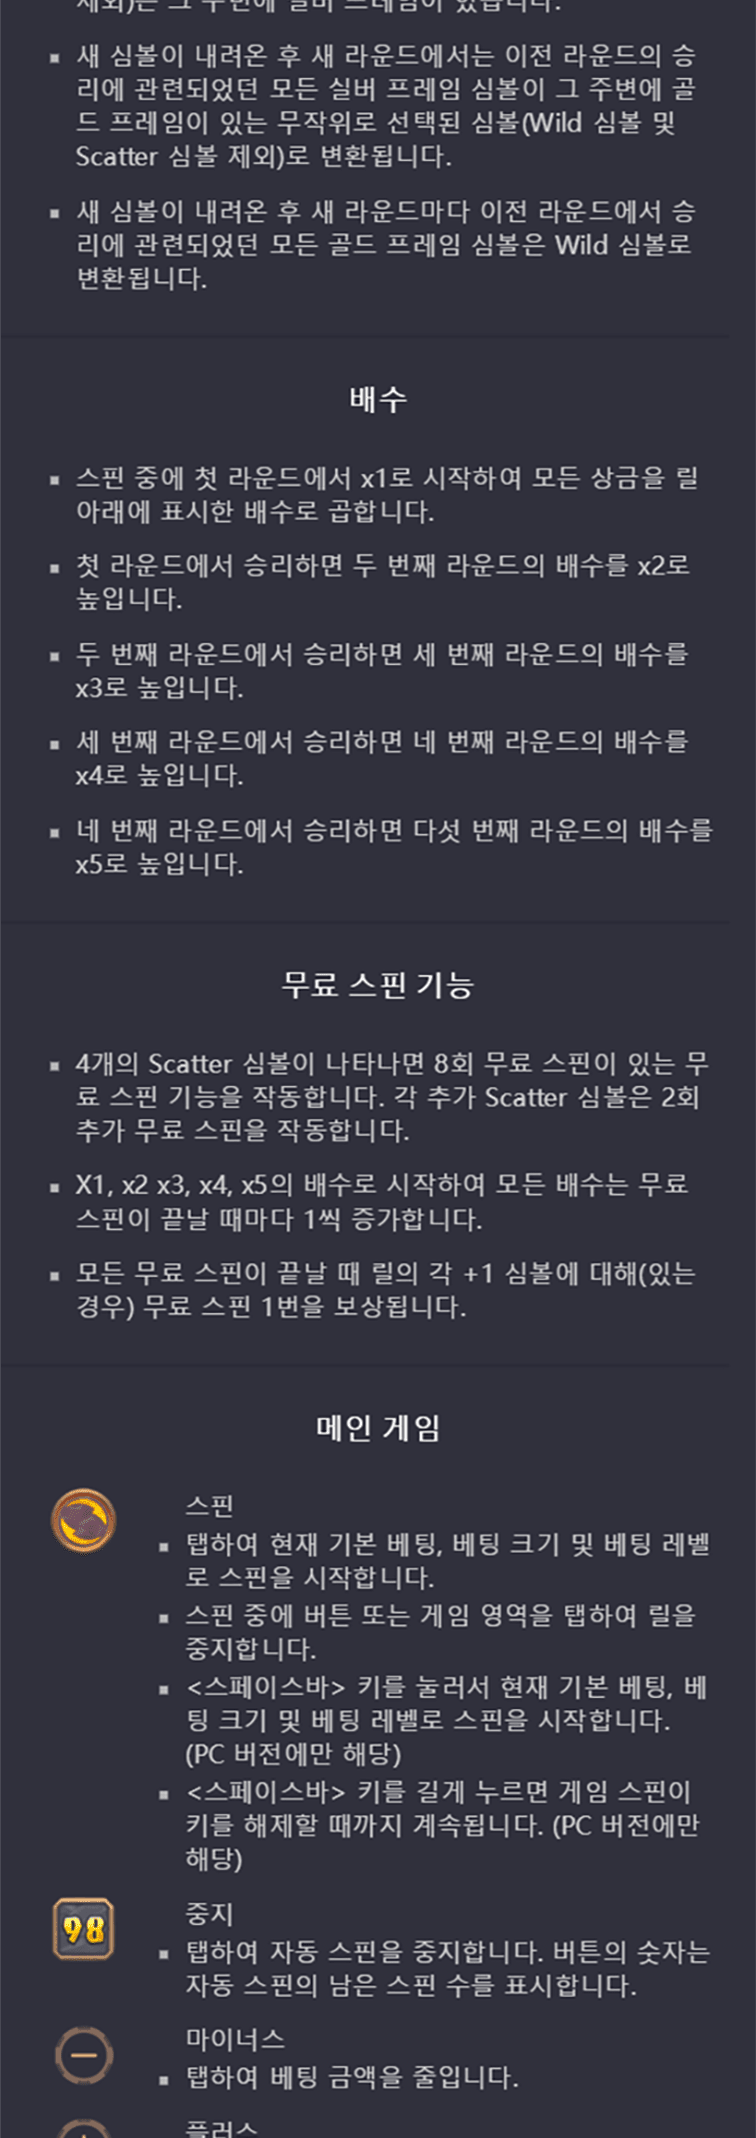 제외)은 그 주변에 실버 프레임이 있습니다.
▪ 새 심볼이 내려온 후 새 라운드에서는 이전 라운드의 승
리에 관련되었던 모든 실버 프레임 심볼이 그 주변에 골
드 프레임이 있는 무작위로 선택된 심볼(Wild 심볼 및
Scatter 심볼 제외)로 변환됩니다.
▪ 새 심볼이 내려온 후 새 라운드마다 이전 라운드에서 승
리에 관련되었던 모든 골드 프레임 심볼은 Wild 심볼로
변환됩니다.
배수
▪ 스핀 중에 첫 라운드에서 x1로 시작하여 모든 상금을 릴
아래에 표시한 배수로 곱합니다.
▪ 첫 라운드에서 승리하면 두 번째 라운드의 배수를 x2로
높입니다.
▪ 두 번째 라운드에서 승리하면 세 번째 라운드의 배수를
x3로 높입니다.
▪ 세 번째 라운드에서 승리하면 네 번째 라운드의 배수를
x4로 높입니다.
▪ 네 번째 라운드에서 승리하면 다섯 번째 라운드의 배수를
x5로 높입니다.
무료 스핀 기능
▪ 4개의 Scatter 심볼이 나타나면 8회 무료 스핀이 있는 무
료 스핀 기능을 작동합니다. 각 추가 Scatter 심볼은 2회
추가 무료 스핀을 작동합니다.
▪ X1, x2 x3, x4, x5의 배수로 시작하여 모든 배수는 무료
스핀이 끝날 때마다 1씩 증가합니다.
▪ 모든 무료 스핀이 끝날 때 릴의 각 +1 심볼에 대해(있는
경우) 무료 스핀 1번을 보상됩니다.
메인 게임
스핀
▪ 탭하여 현재 기본 베팅, 베팅 크기 및 베팅 레벨
로 스핀을 시작합니다.
▪ 스핀 중에 버튼 또는 게임 영역을 탭하여 릴을
중지합니다.
▪ <스페이스바> 키를 눌러서 현재 기본 베팅, 베
팅 크기 및 베팅 레벨로 스핀을 시작합니다.
(PC 버전에만 해당)
▪ <스페이스바> 키를 길게 누르면 게임 스핀이
키를 해제할 때까지 계속됩니다. (PC 버전에만
해당)
98
중지
▪ 탭하여 자동 스핀을 중지합니다. 버튼의 숫자는
자동 스핀의 남은 스핀 수를 표시합니다.
마이너스
▪ 탭하여 베팅 금액을 줄입니다.
플러스